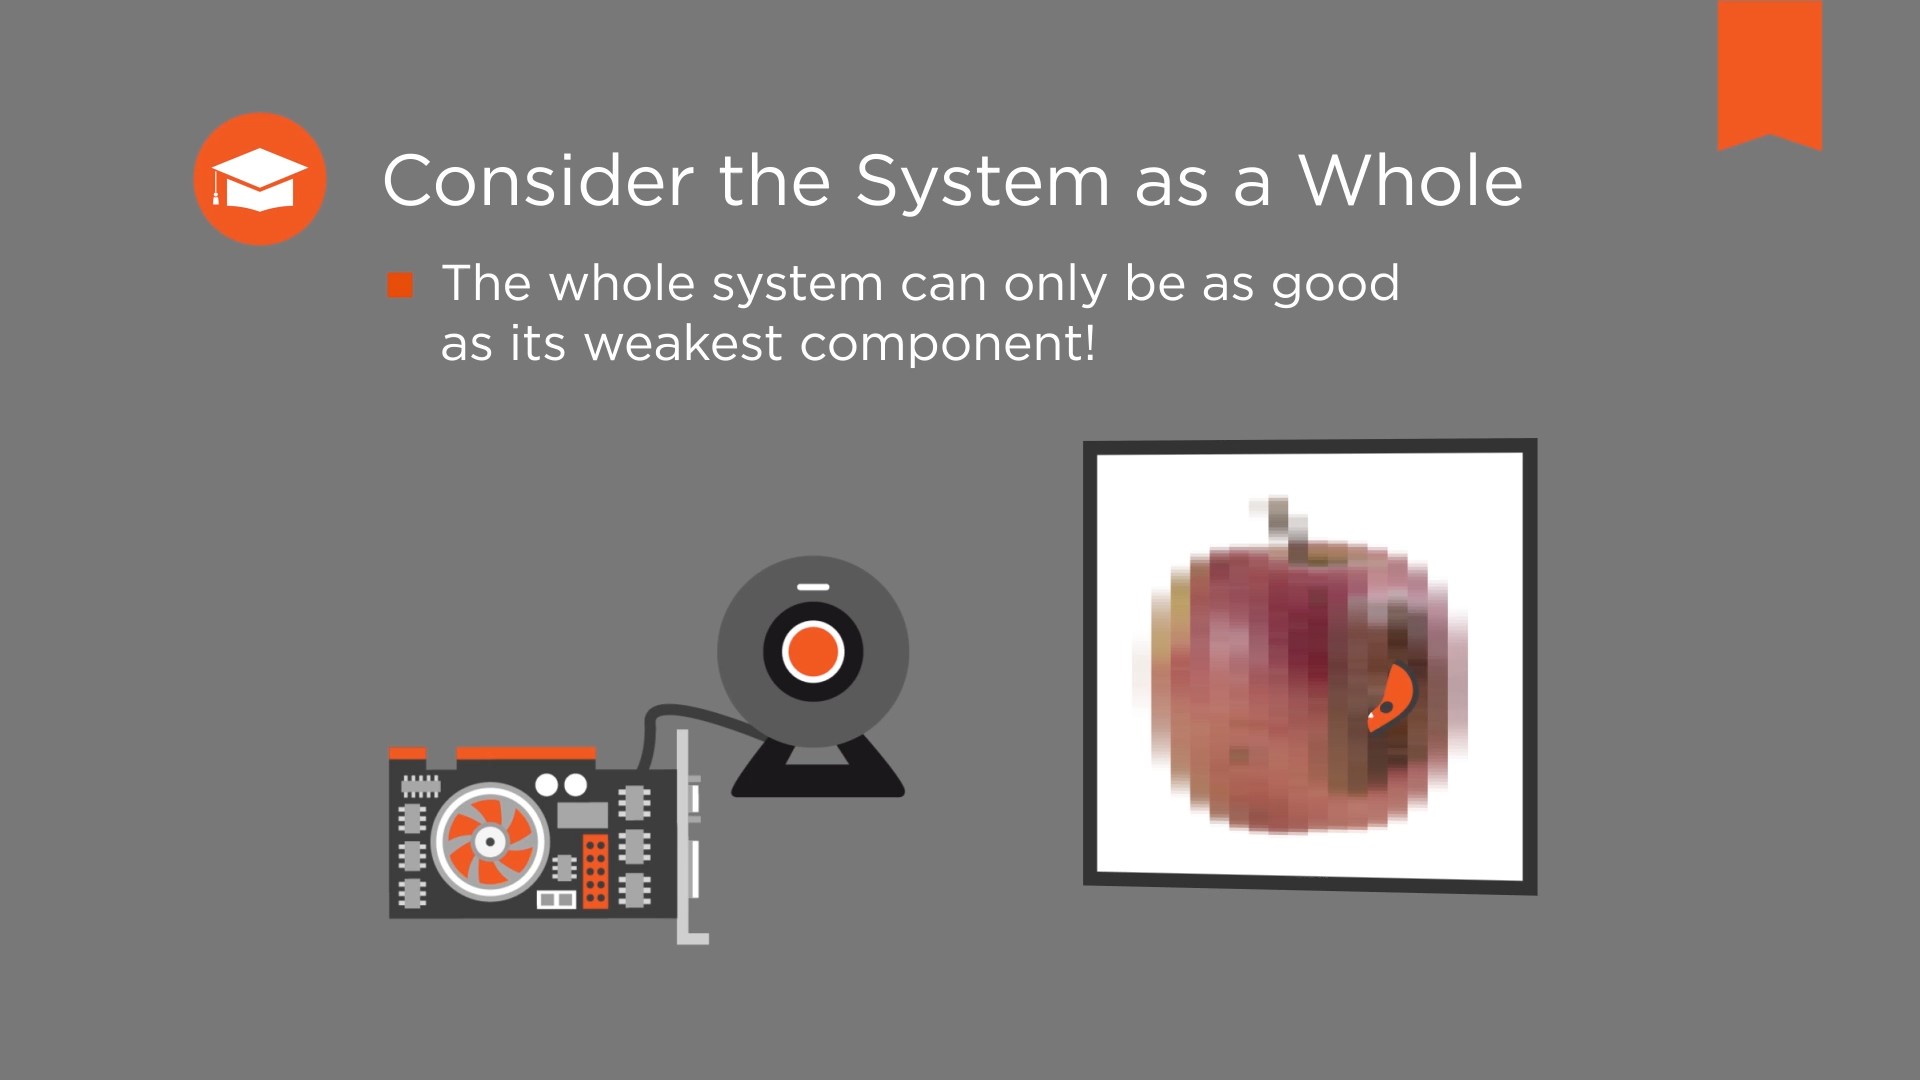 Consider the System as a Whole
The whole system can only be as good
as its weakest component!